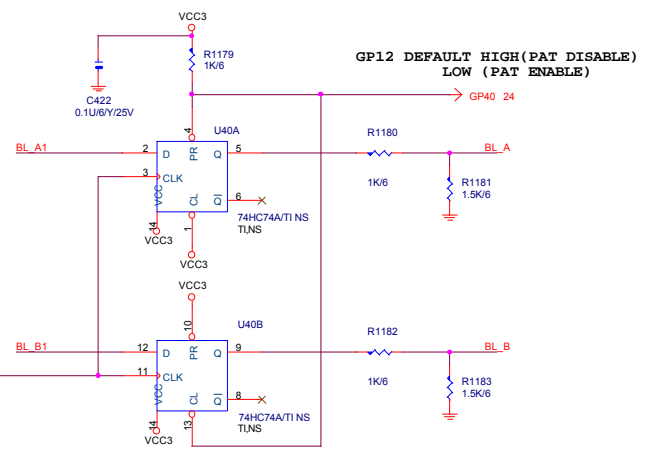 VCC3
R1179
1K/6
C422
0.1U/6/Y/25V
GP12 DEFAULT HIGH(PAT DISABLE)
LOW (PAT ENABLE)
GP40 24
U40A
BL_A1
2
D
4
PR
Q
5
R1180
1K/6
BL_A
R1181
1.5K/6
3
CLK
VCC
CL
QI
6
14
VCC3
1
VCC3
74HC74A/TI NS
TI,NS
VCC3
U40B
BL_B1
12
D
10
PR
Q
9
R1182
1K/6
BL_B
R1183
1.5K/6
11
CLK
VCC
CL
QI
8
14
VCC3
13
74HC74A/TI NS
TI,NS